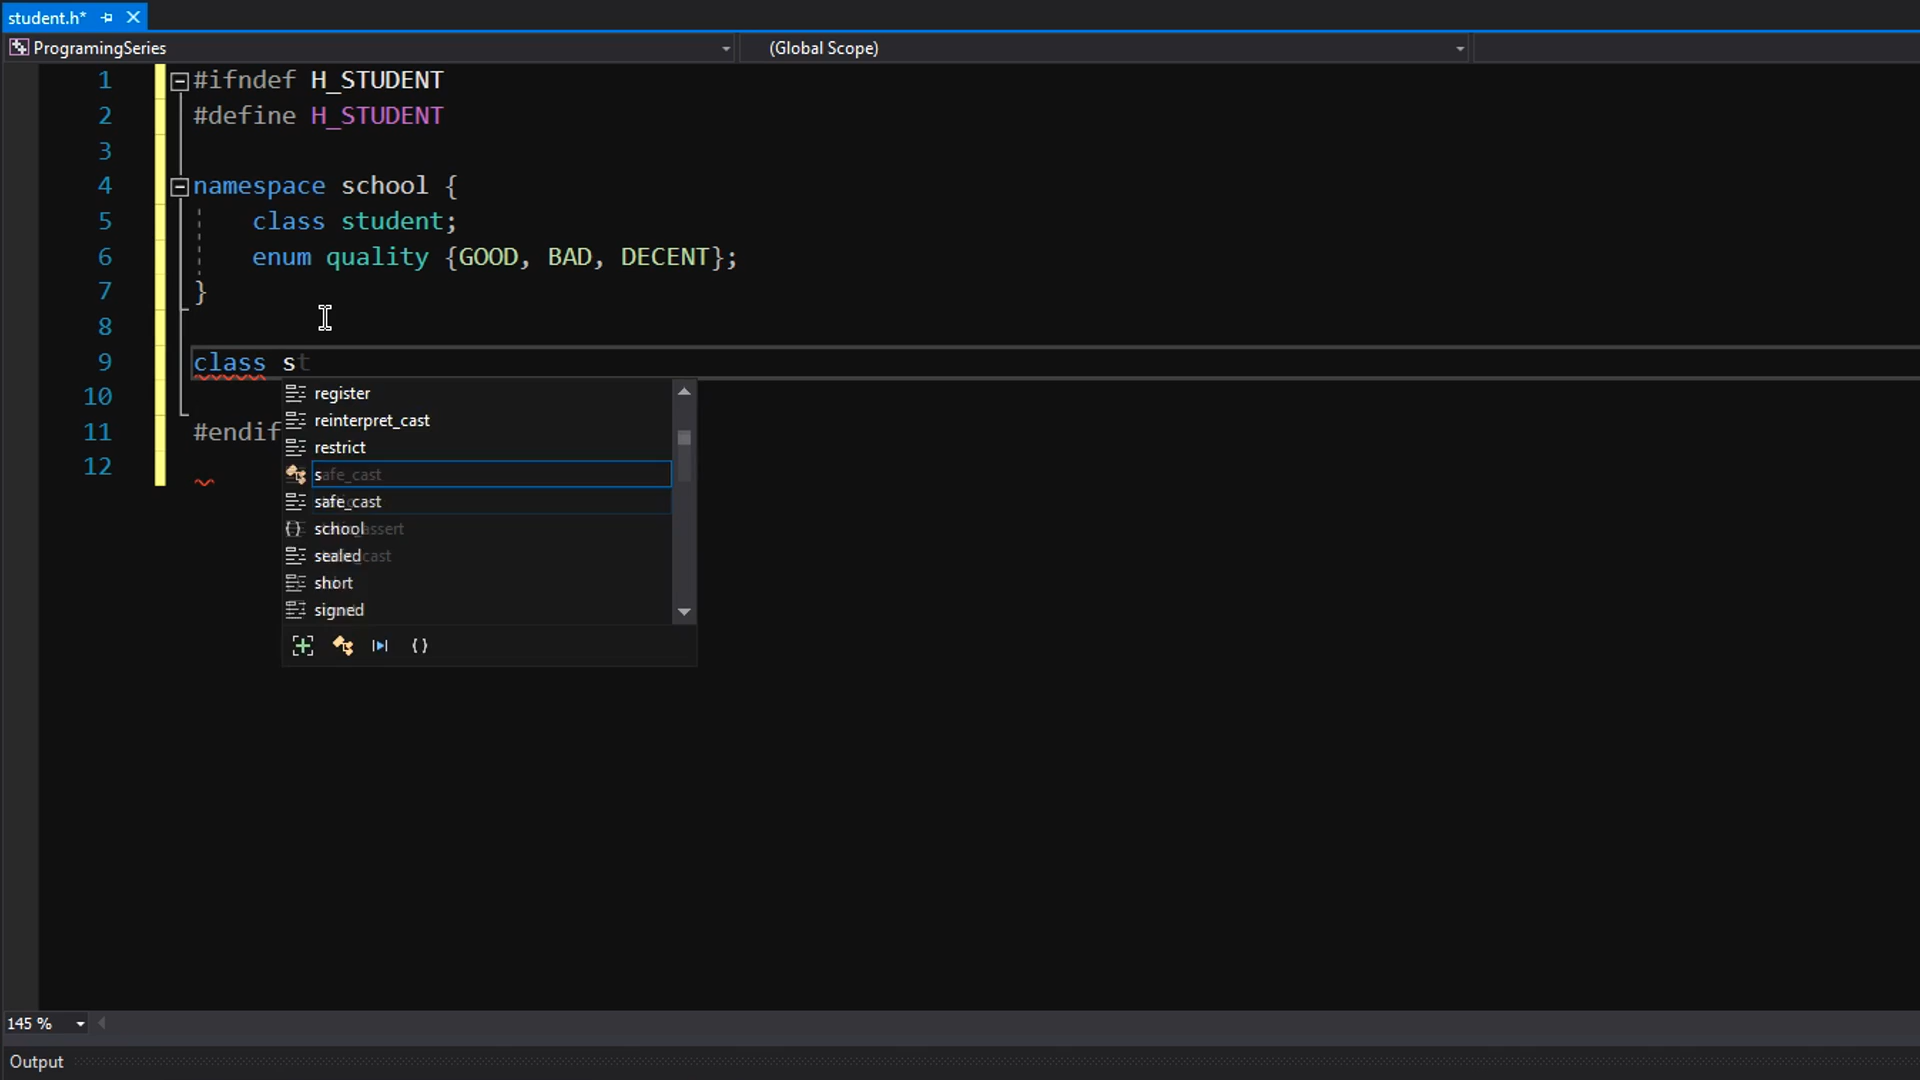 student.h*
ProgramingSeries
(Global Scope)
1 #ifndef H_STUDENT
2 #define H_STUDENT
3
4 namespace school {
5 class student;
6 enum quality {GOOD, BAD, DECENT};
7 }
8
9 class st
10
11 #endif
12
register
reinterpret_cast
restrict
safe_cast
safe_cast
school
sealed
short
signed
145 %
Output